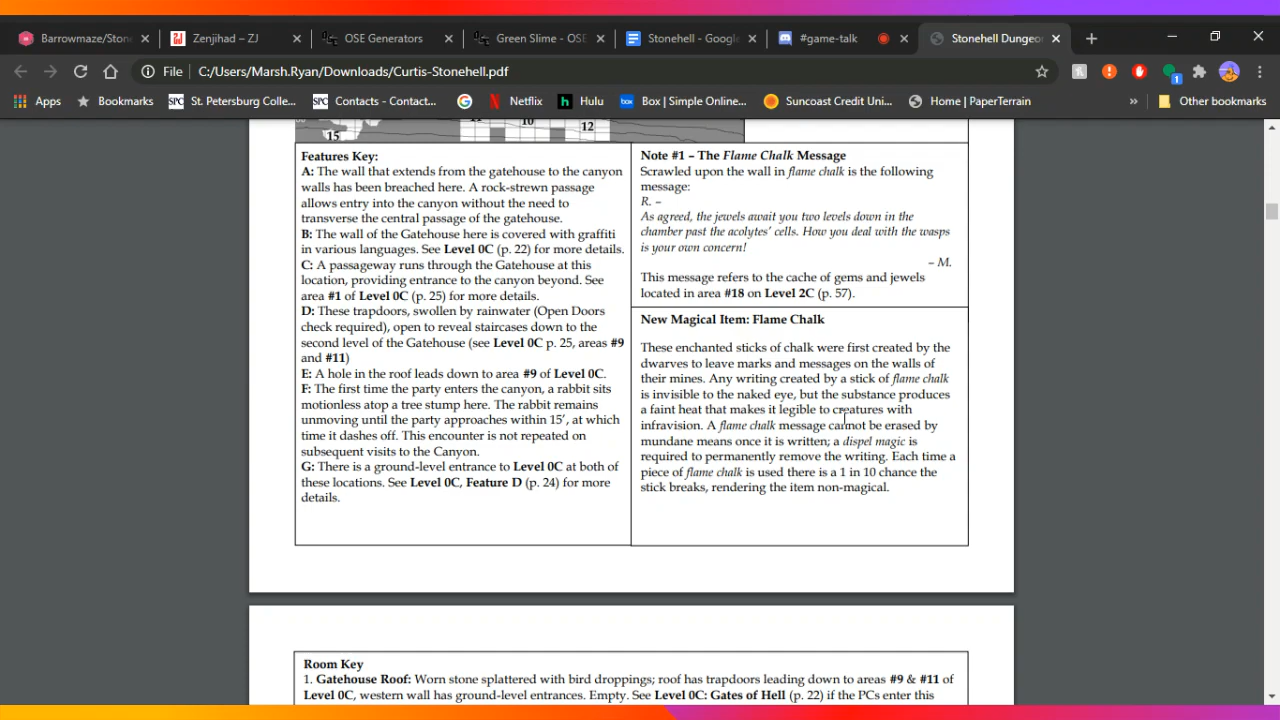 Barrowmaze/Ston
Zenjihad – ZJ
OSE Generators
Green Slime - OSE
Stonehell - Google
#game-talk
Stonehell Dungeo
File
C:/Users/Marsh.Ryan/Downloads/Curtis-Stonehell.pdf
1
Apps
Bookmarks
SPC St. Petersburg Colle...
SPC Contacts - Contact...
G
N Netflix
h Hulu
box Box | Simple Online...
Suncoast Credit Uni...
Home | PaperTerrain
»
Other bookmarks
10
12
15
Features Key:
A: The wall that extends from the gatehouse to the canyon
walls has been breached here. A rock-strewn passage
allows entry into the canyon without the need to
transverse the central passage of the gatehouse.
B: The wall of the Gatehouse here is covered with graffiti
in various languages. See Level 0C (p. 22) for more details.
C: A passageway runs through the Gatehouse at this
location, providing entrance to the canyon beyond. See
area #1 of Level 0C (p. 25) for more details.
D: These trapdoors, swollen by rainwater (Open Doors
check required), open to reveal staircases down to the
second level of the Gatehouse (see Level 0C p. 25, areas #9
and #11)
E: A hole in the roof leads down to area #9 of Level 0C.
F: The first time the party enters the canyon, a rabbit sits
motionless atop a tree stump here. The rabbit remains
unmoving until the party approaches within 15', at which
time it dashes off. This encounter is not repeated on
subsequent visits to the Canyon.
G: There is a ground-level entrance to Level 0C at both of
these locations. See Level 0C, Feature D (p. 24) for more
details.
Note #1 – The Flame Chalk Message
Scrawled upon the wall in flame chalk is the following
message:
R. –
As agreed, the jewels await you two levels down in the
chamber past the acolytes' cells. How you deal with the wasps
is your own concern!
– M.
This message refers to the cache of gems and jewels
located in area #18 on Level 2C (p. 57).
New Magical Item: Flame Chalk
These enchanted sticks of chalk were first created by the
dwarves to leave marks and messages on the walls of
their mines. Any writing created by a stick of flame chalk
is invisible to the naked eye, but the substance produces
a faint heat that makes it legible to creatures with
infravision. A flame chalk message cannot be erased by
mundane means once it is written; a dispel magic is
required to permanently remove the writing. Each time a
piece of flame chalk is used there is a 1 in 10 chance the
stick breaks, rendering the item non-magical.
Room Key
1. Gatehouse Roof: Worn stone splattered with bird droppings; roof has trapdoors leading down to areas #9 & #11 of
Level 0C, western wall has ground-level entrances. Empty. See Level 0C: Gates of Hell (p. 22) if the PCs enter this